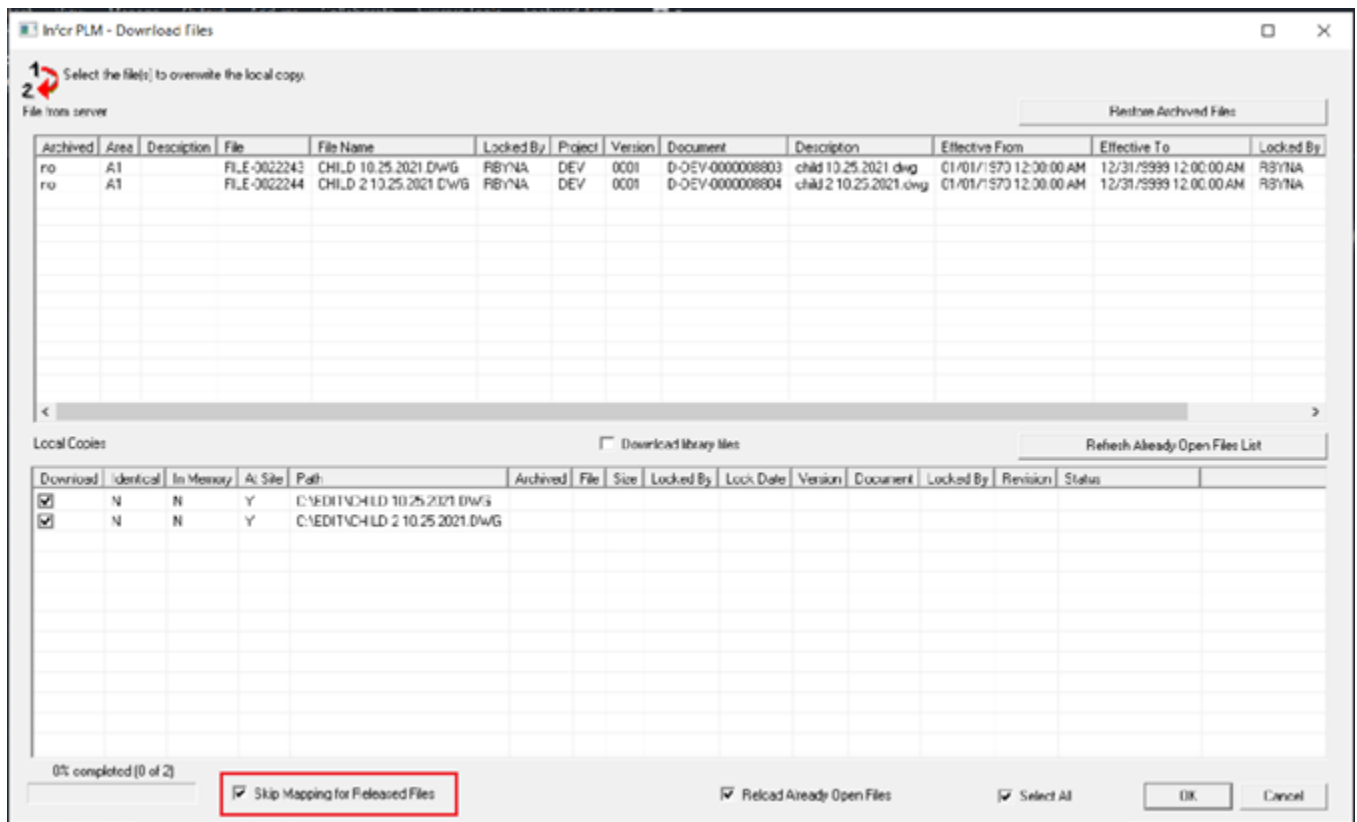 Infor PLM - Download Files
1
2
Select the file(s) to overwrite the local copy.
File from server
Restore Archived Files
Archived Area Description File File Name Locked By Project Version Document Description Effective From Effective To Locked By
no A1 FILE-0022243 CHILD 10.25.2021.DWG RBYNA DEV 0001 D-DEV-0000008803 child 10.25.2021.dwg 01/01/1970 12:00:00 AM 12/31/9999 12:00:00 AM RBYNA
no A1 FILE-0022244 CHILD 2 10.25.2021.DWG RBYNA DEV 0001 D-DEV-0000008804 child 2 10.25.2021.dwg 01/01/1970 12:00:00 AM 12/31/9999 12:00:00 AM RBYNA
Local Copies
Download library files
Refresh Already Open Files List
Download Identical In Memory At Site Path Archived File Size Locked By Lock Date Version Document Locked By Revision Status
N N Y C:\EDIT\CHILD 10.25.2021.DWG
N N Y C:\EDIT\CHILD 2 10.25.2021.DWG
0% completed (0 of 2)
Skip Mapping for Released Files
Reload Already Open Files
Select All
OK
Cancel